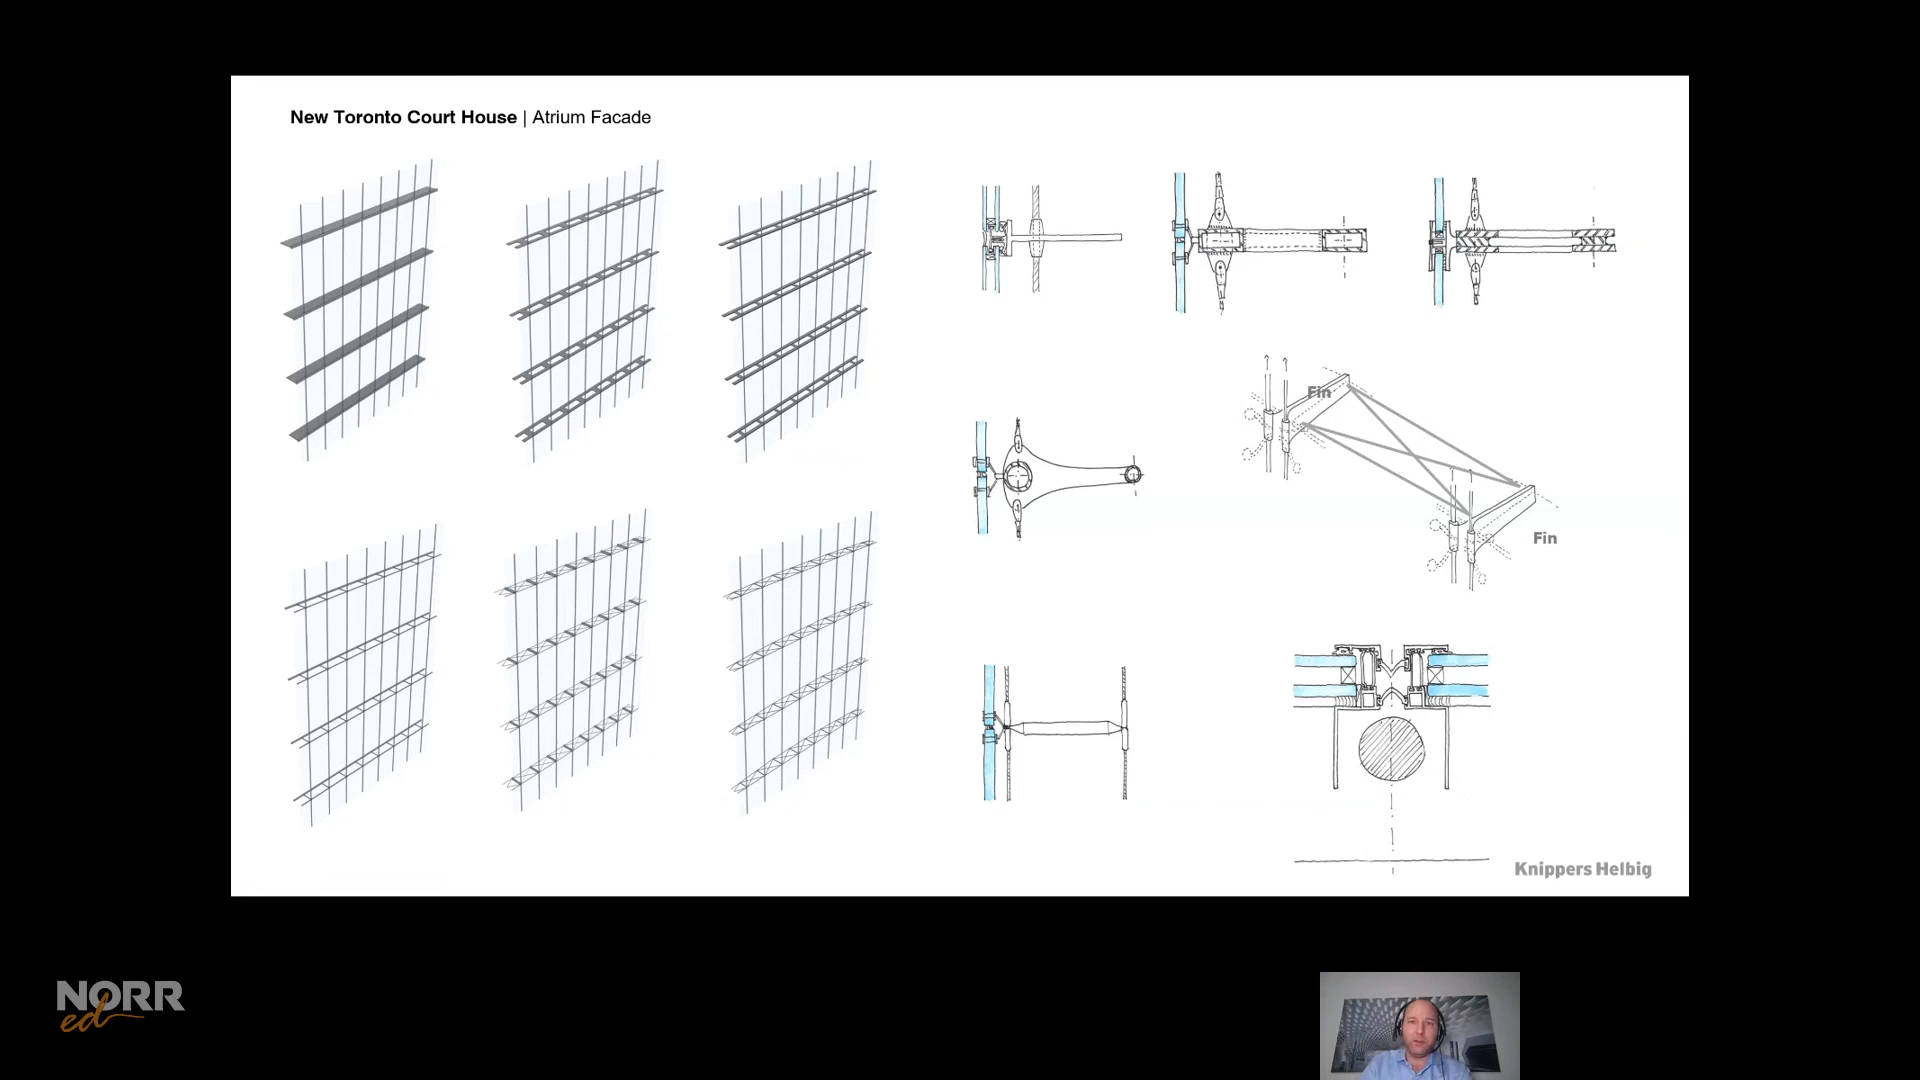 New Toronto Court House | Atrium Facade
Fin
Fin
Knippers Helbig
NORR
ed